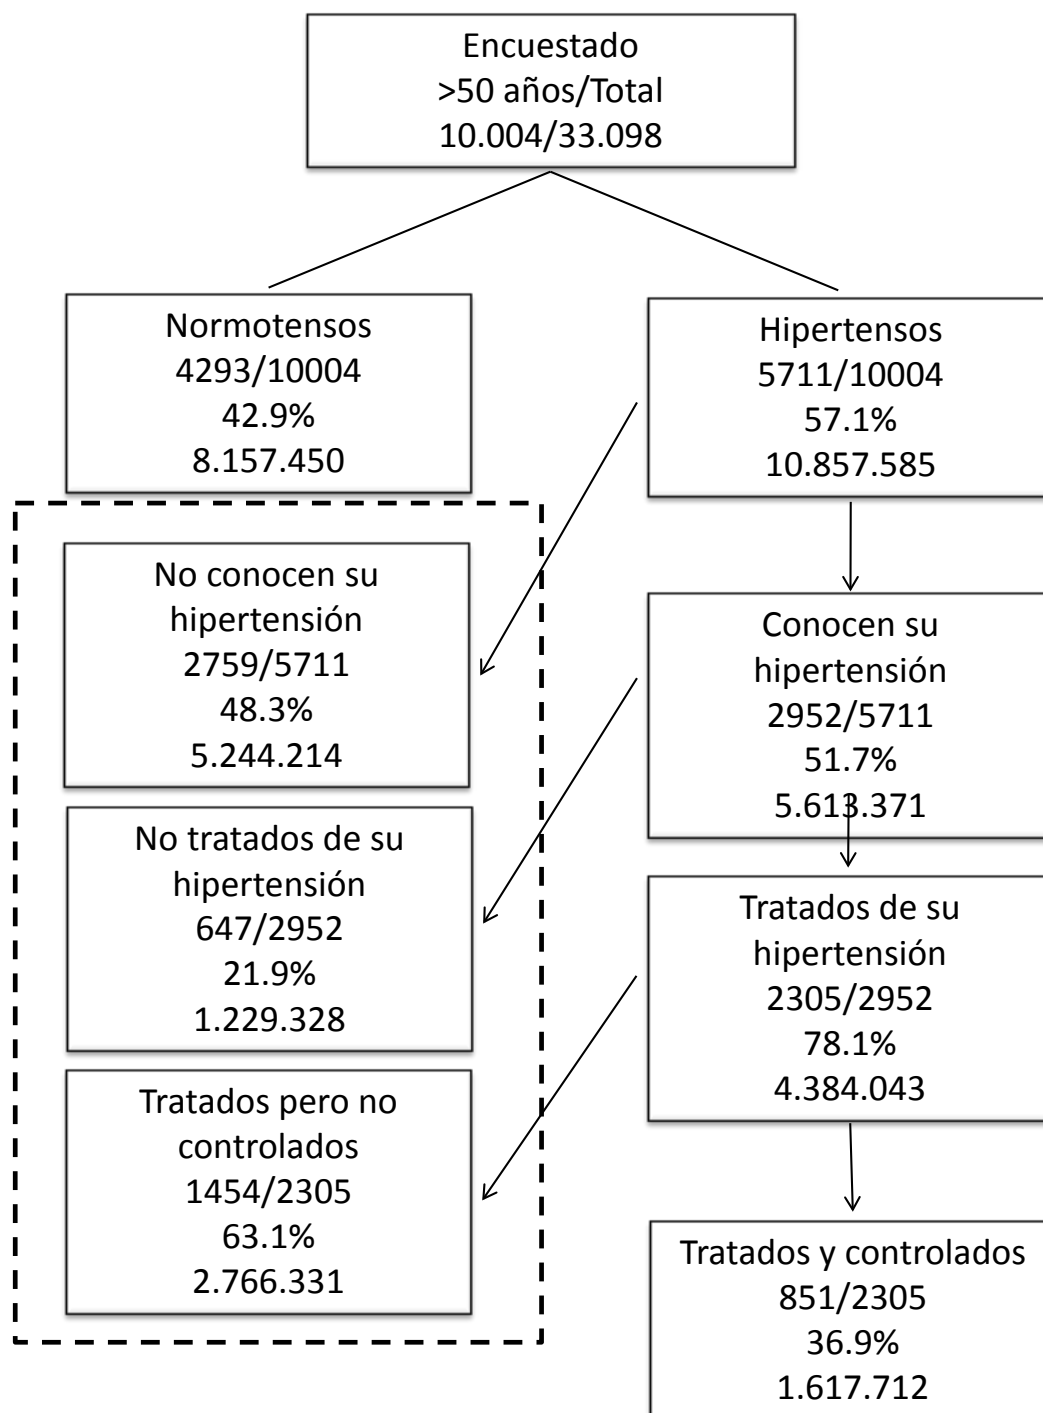 Encuestado
>50 años/Total
10.004/33.098
Normotensos
4293/10004
42.9%
8.157.450
Hipertensos
5711/10004
57.1%
10.857.585
No conocen su
hipertensión
2759/5711
48.3%
5.244.214
Conocen su
hipertensión
2952/5711
51.7%
5.613.371
No tratados de su
hipertensión
647/2952
21.9%
1.229.328
Tratados de su
hipertensión
2305/2952
78.1%
4.384.043
Tratados pero no
controlados
1454/2305
63.1%
2.766.331
Tratados y controlados
851/2305
36.9%
1.617.712